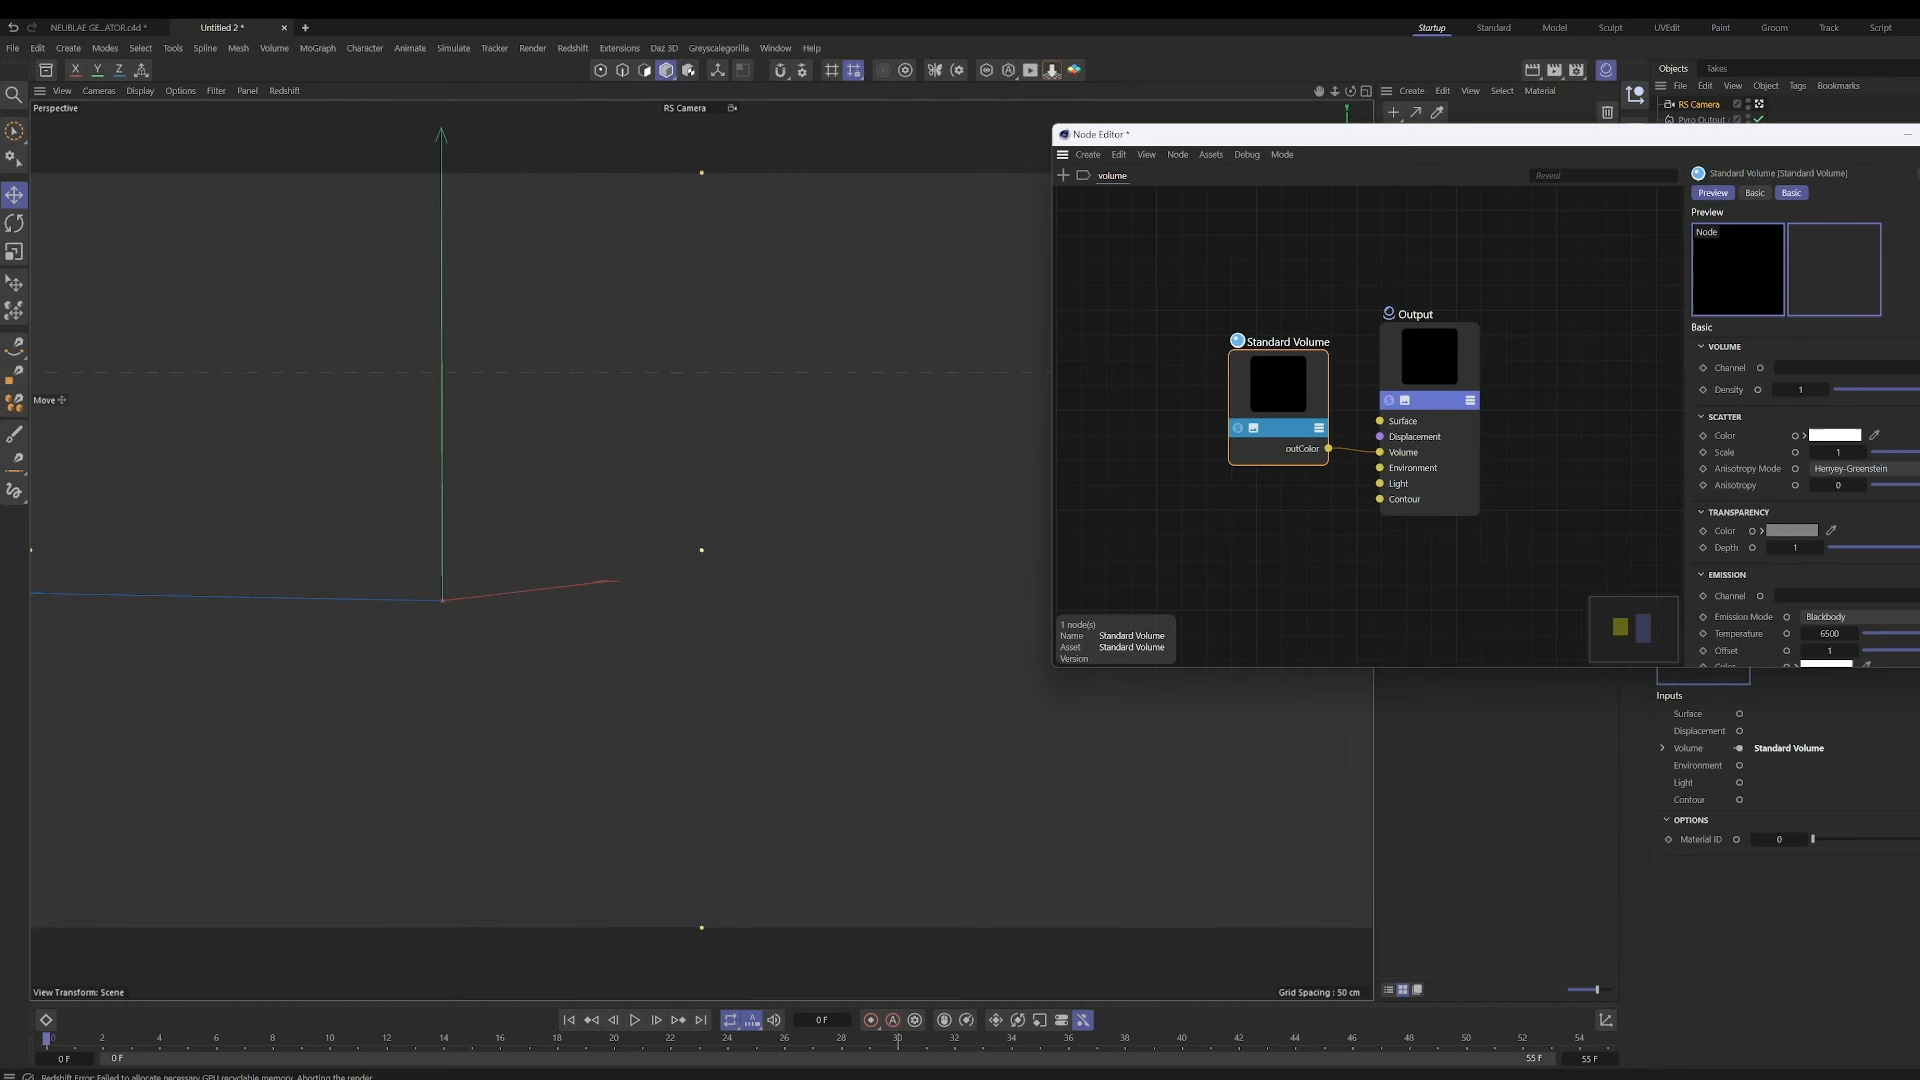 NEUBLAE GE...ATOR.c4d *
Untitled 2 *
Startup
Standard
Model
Sculpt
UVEdit
Paint
Groom
Track
Script
File
Edit
Create
Modes
Select
Tools
Spline
Mesh
Volume
MoGraph
Character
Animate
Simulate
Tracker
Render
Redshift
Extensions
Daz 3D
Greyscalegorilla
Window
Help
X
Y
Z
Objects
Takes
View
Cameras
Display
Options
Filter
Panel
Redshift
Create
Edit
View
Select
Material
File
Edit
View
Object
Tags
Bookmarks
Perspective
RS Camera
RS Camera
Pyro Output
Node Editor *
Create
Edit
View
Node
Assets
Debug
Mode
volume
Reveal
Standard Volume [Standard Volume]
Preview
Basic
Basic
Preview
Node
Basic
VOLUME
Channel
Density
1
SCATTER
Color
Scale
1
Anisotropy Mode
Henyey-Greenstein
Anisotropy
0
TRANSPARENCY
Color
Depth
1
EMISSION
Channel
Emission Mode
Blackbody
Temperature
6500
Offset
1
Color
Standard Volume
outColor
Output
Surface
Displacement
Volume
Environment
Light
Contour
Move
1 node(s)
Name Standard Volume
Asset Standard Volume
Version
Inputs
Surface
Displacement
Volume
Standard Volume
Environment
Light
Contour
OPTIONS
Material ID
0
View Transform: Scene
Grid Spacing : 50 cm
0 F
0 2 4 6 8 10 12 14 16 18 20 22 24 26 28 30 32 34 36 38 40 42 44 46 48 50 52 54
0 F
0 F
55 F
55 F
Redshift Error: Failed to allocate necessary GPU recyclable memory. Aborting the render